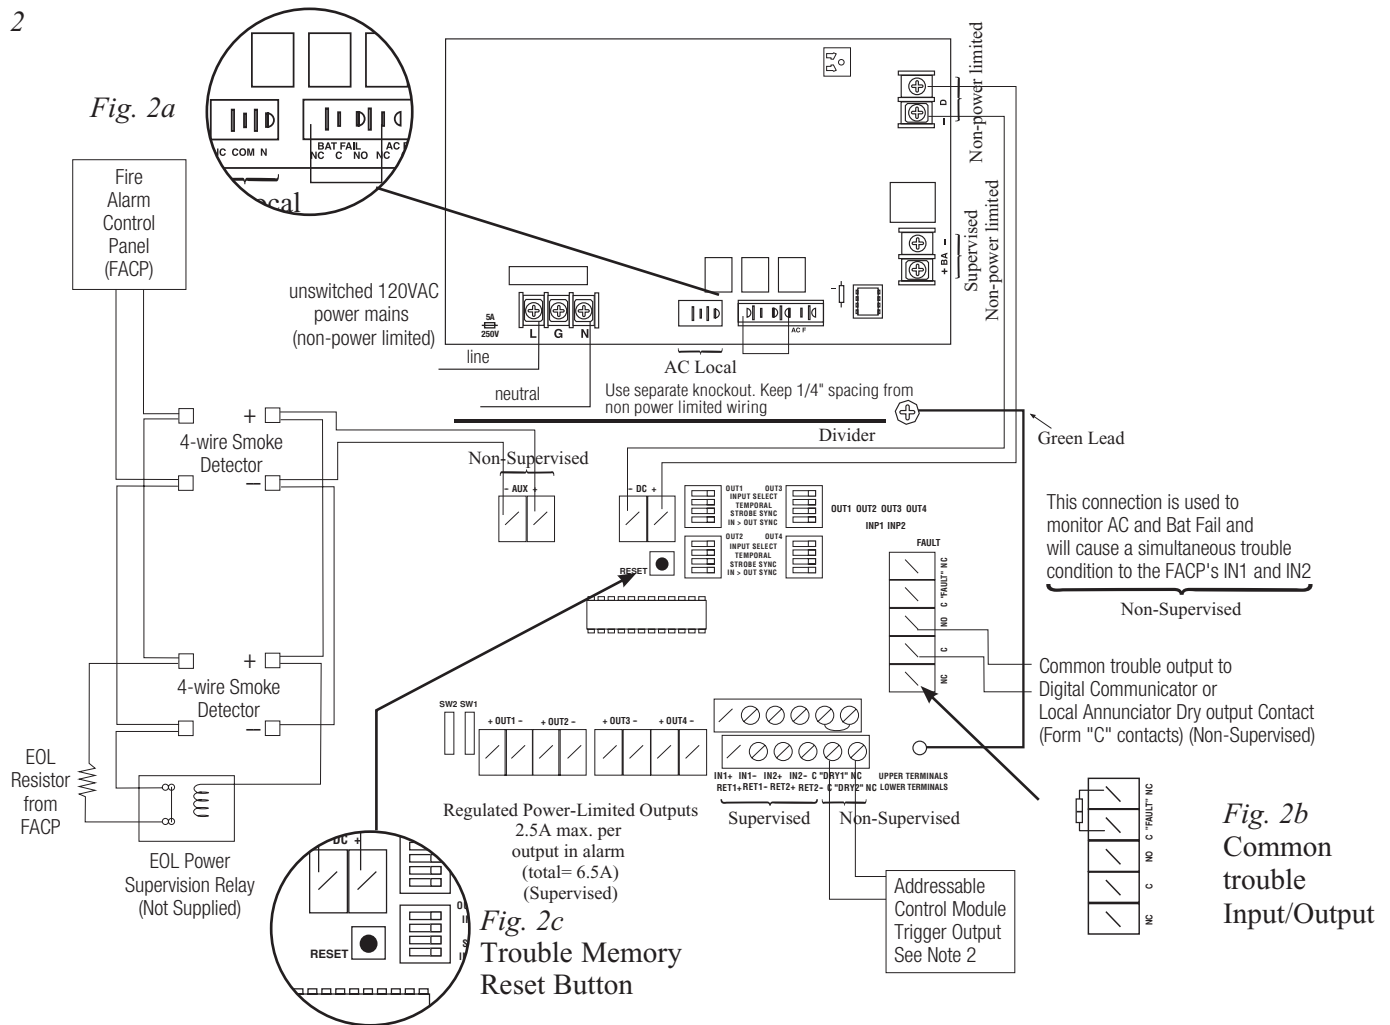 2
Fig. 2a
NC COM N
BAT FAIL
NC C NO NC
AC F
ocal
Fire
Alarm
Control
Panel
(FACP)
unswitched 120VAC
power mains
(non-power limited)
line
neutral
5A
250V
L G N
AC F
AC Local
D
–
Non-power limited
+ BA –
Supervised
Non-power limited
Use separate knockout. Keep 1/4" spacing from
non power limited wiring
Divider
Green Lead
+
4-wire Smoke
Detector
–
Non-Supervised
- AUX +
- DC +
OUT1 OUT3
INPUT SELECT
TEMPORAL
STROBE SYNC
IN > OUT SYNC
OUT2 OUT4
INPUT SELECT
TEMPORAL
STROBE SYNC
IN > OUT SYNC
RESET
OUT1 OUT2 OUT3 OUT4
INP1 INP2
FAULT
C "FAULT" NC
NO
C
NC
This connection is used to
monitor AC and Bat Fail and
will cause a simultaneous trouble
condition to the FACP's IN1 and IN2
Non-Supervised
Common trouble output to
Digital Communicator or
Local Annunciator Dry output Contact
(Form "C" contacts) (Non-Supervised)
+
4-wire Smoke
Detector
–
EOL
Resistor
from
FACP
EOL Power
Supervision Relay
(Not Supplied)
SW2 SW1
+ OUT1 - + OUT2 - + OUT3 - + OUT4 -
IN1+ IN1- IN2+ IN2- C "DRY1" NC UPPER TERMINALS
RET1+ RET1- RET2+ RET2- C "DRY2" NC LOWER TERMINALS
Supervised
Non-Supervised
Regulated Power-Limited Outputs
2.5A max. per
output in alarm
(total= 6.5A)
(Supervised)
Addressable
Control Module
Trigger Output
See Note 2
DC +
RESET
Fig. 2c
Trouble Memory
Reset Button
C "FAULT" NC
NO
C
NC
Fig. 2b
Common
trouble
Input/Output